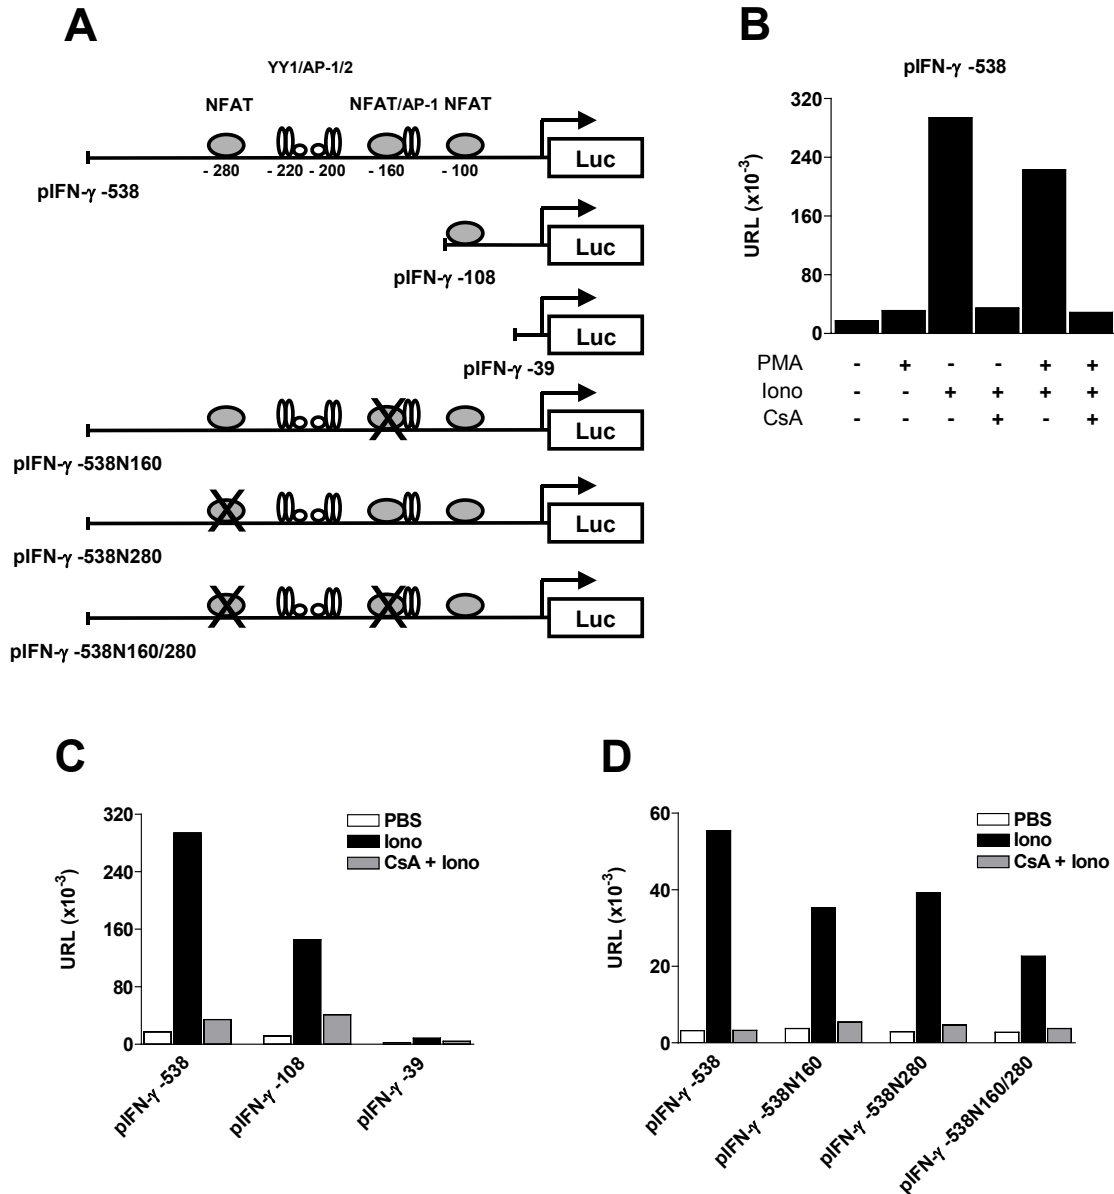 A
YY1/AP-1/2
NFAT NFAT/AP-1 NFAT
Luc
- 280 - 220 - 200 - 160 - 100
pIFN-γ -538
Luc
pIFN-γ -108
Luc
pIFN-γ -39
Luc
pIFN-γ -538N160
Luc
pIFN-γ -538N280
Luc
pIFN-γ -538N160/280
B
pIFN-γ -538
URL (x10⁻³)
320
240
160
80
0
PMA - + - - + +
Iono - - + + + +
CsA - - - + - +
C
URL (x10⁻³)
320
240
160
80
0
PBS
Iono
CsA + Iono
pIFN-γ -538
pIFN-γ -108
pIFN-γ -39
D
URL (x10⁻³)
60
40
20
0
PBS
Iono
CsA + Iono
pIFN-γ -538
pIFN-γ -538N160
pIFN-γ -538N280
pIFN-γ -538N160/280